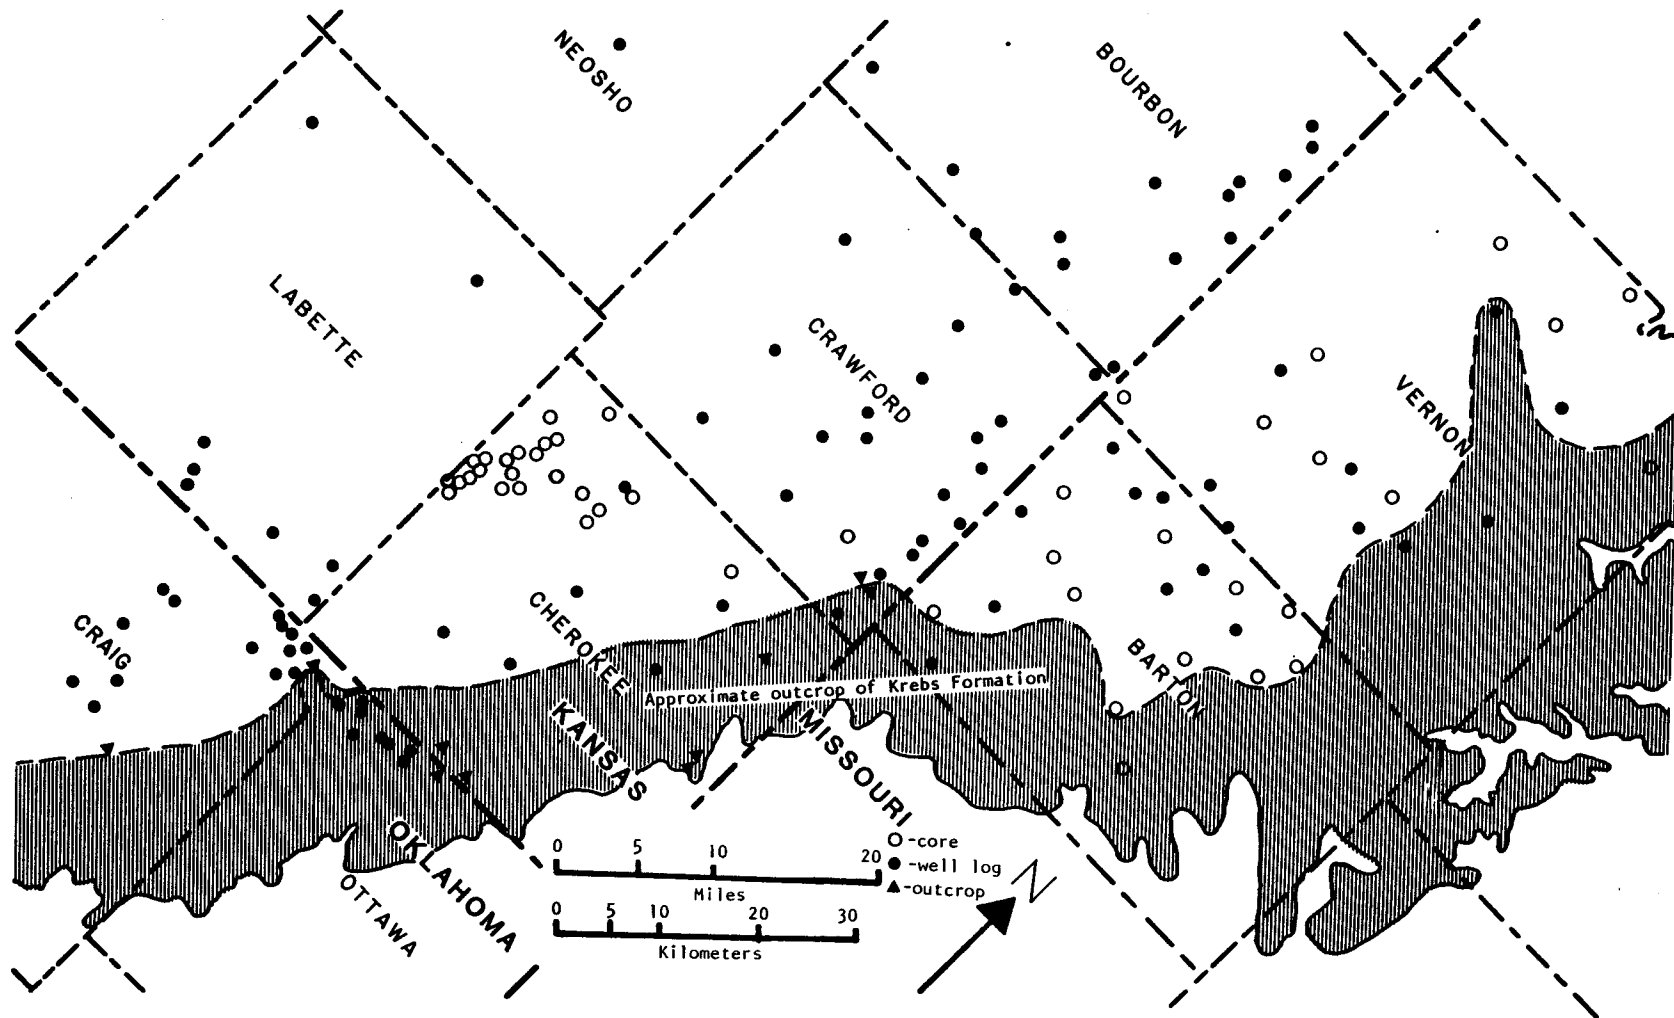 NEOSHO
BOURBON
LABETTE
CRAWFORD
VERNON
CRAIG
CHEROKEE
BARTON
Approximate outcrop of Krebs Formation
KANSAS
MISSOURI
OKLAHOMA
OTTAWA
0 5 10 20
Miles
0 5 10 20 30
Kilometers
-core
-well log
-outcrop
N